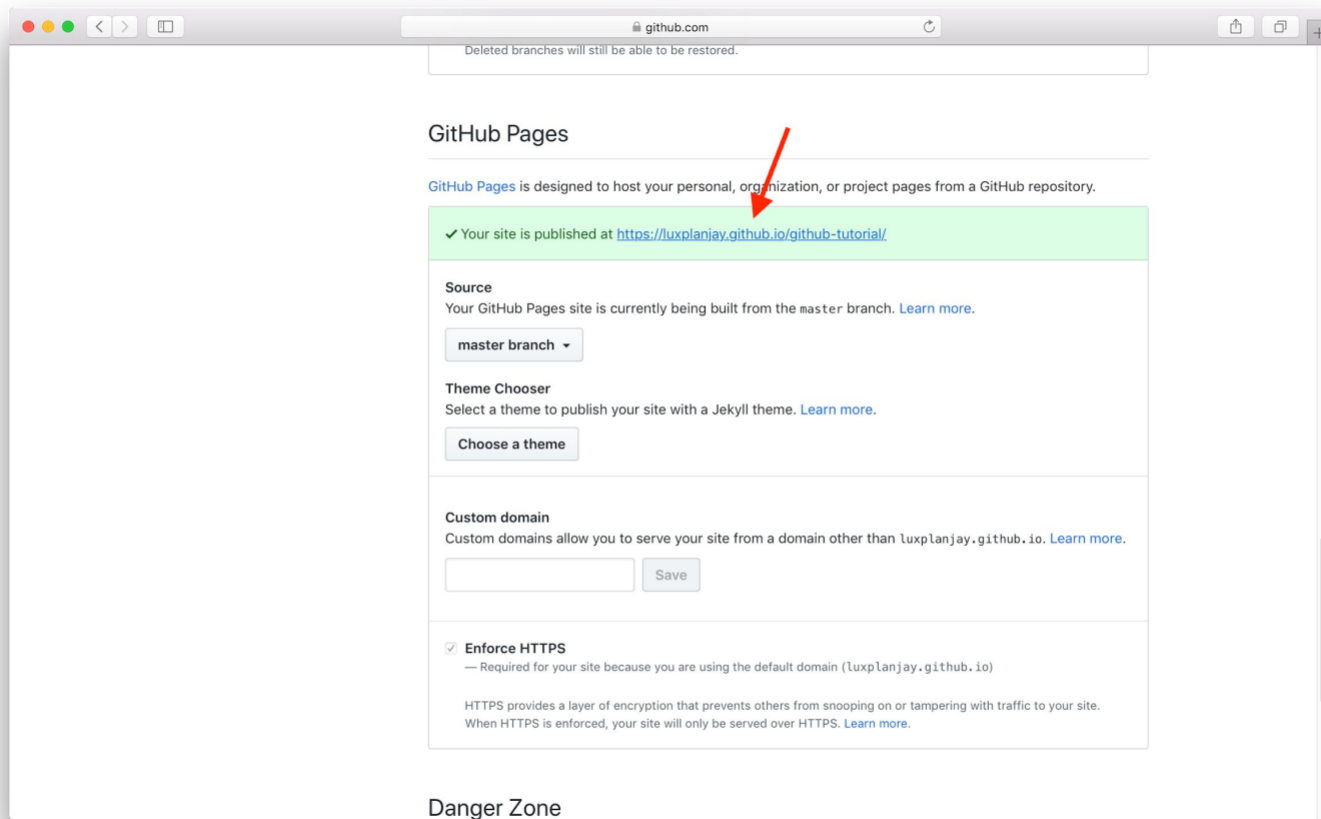 github.com
Deleted branches will still be able to be restored.
GitHub Pages
GitHub Pages is designed to host your personal, organization, or project pages from a GitHub repository.
✓ Your site is published at https://luxplanjay.github.io/github-tutorial/
Source
Your GitHub Pages site is currently being built from the master branch. Learn more.
master branch
Theme Chooser
Select a theme to publish your site with a Jekyll theme. Learn more.
Choose a theme
Custom domain
Custom domains allow you to serve your site from a domain other than luxplanjay.github.io. Learn more.
Save
Enforce HTTPS
— Required for your site because you are using the default domain (luxplanjay.github.io)
HTTPS provides a layer of encryption that prevents others from snooping on or tampering with traffic to your site.
When HTTPS is enforced, your site will only be served over HTTPS. Learn more.
Danger Zone